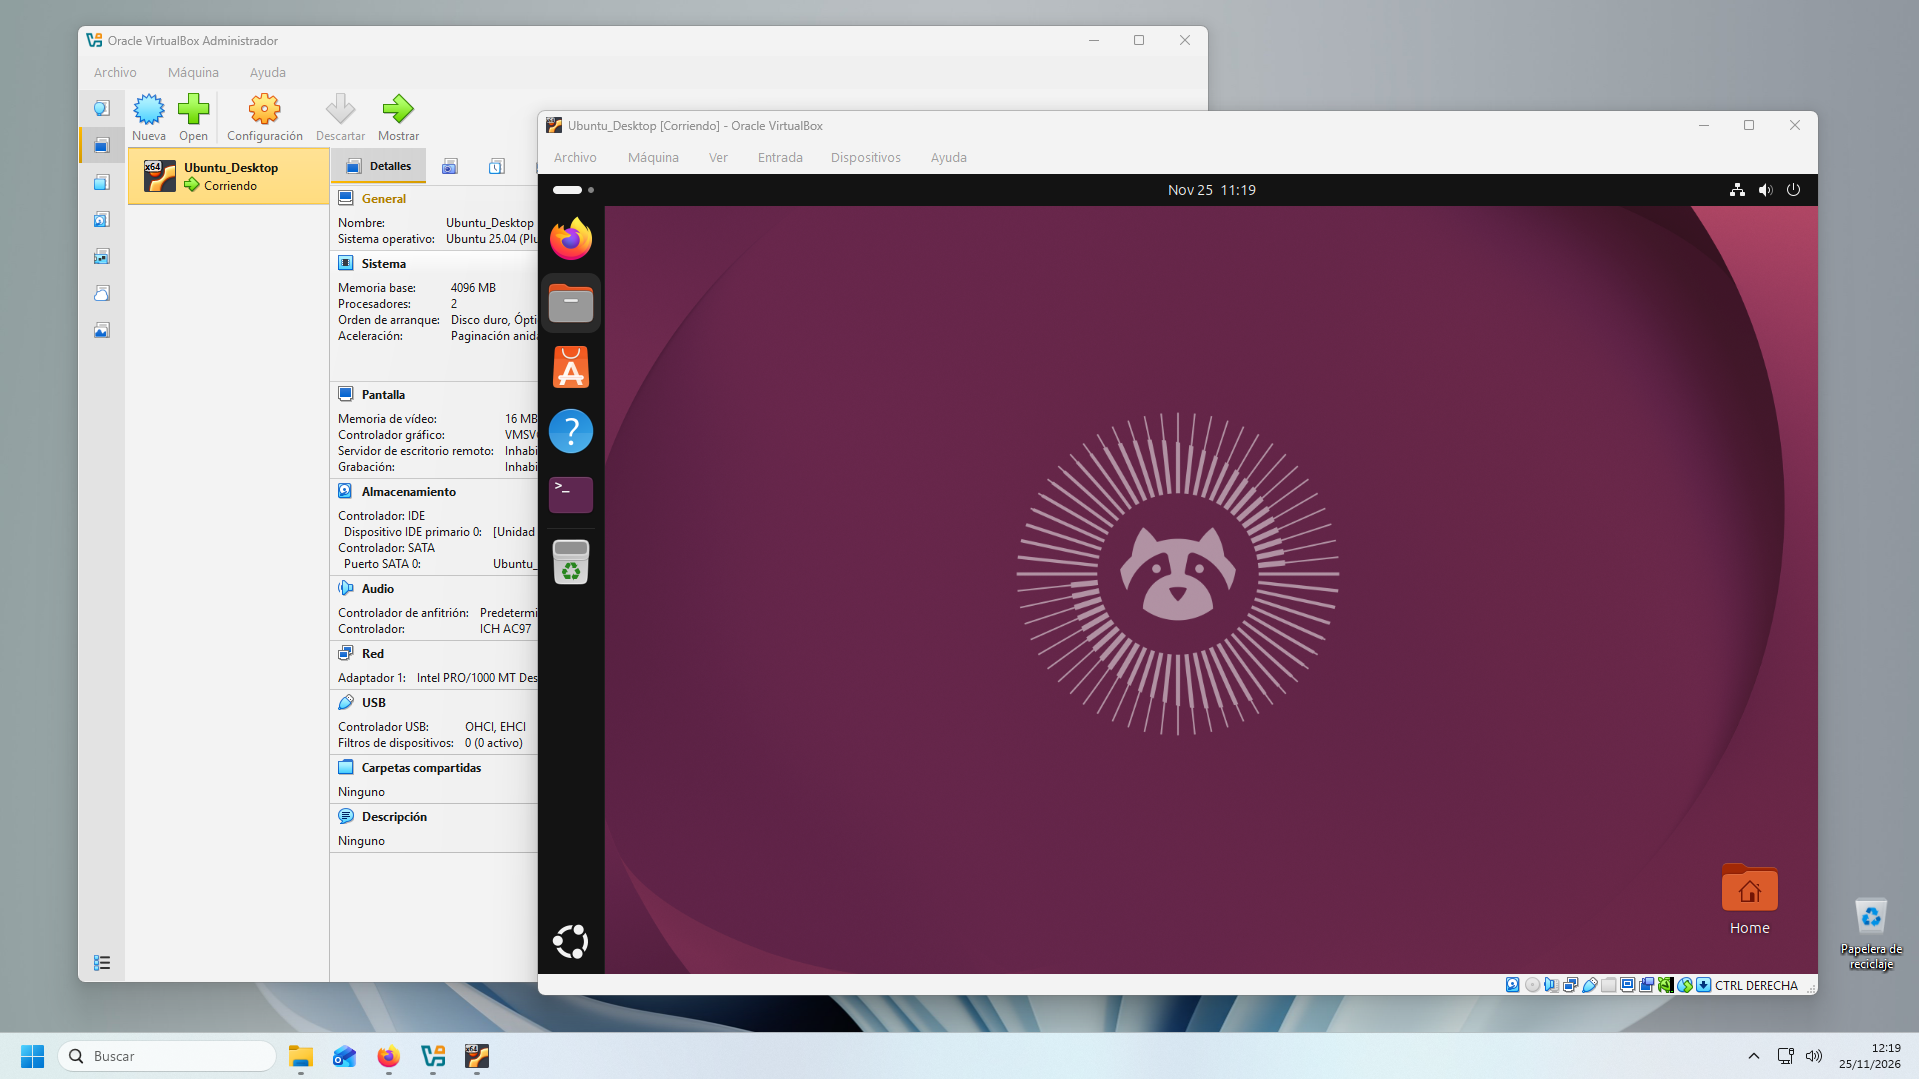 Oracle VirtualBox Administrador
Archivo Máquina Ayuda
Nueva Open Configuración Descartar Mostrar
x64 Ubuntu_Desktop
Corriendo
Detalles
General
Nombre: Ubuntu_Desktop
Sistema operativo: Ubuntu 25.04 (Plu
Sistema
Memoria base: 4096 MB
Procesadores: 2
Orden de arranque: Disco duro, Ópti
Aceleración: Paginación anida
Pantalla
Memoria de vídeo: 16 MB
Controlador gráfico: VMSV
Servidor de escritorio remoto: Inhabi
Grabación: Inhabi
Almacenamiento
Controlador: IDE
Dispositivo IDE primario 0: [Unidad
Controlador: SATA
Puerto SATA 0: Ubuntu_
Audio
Controlador de anfitrión: Predetermi
Controlador: ICH AC97
Red
Adaptador 1: Intel PRO/1000 MT Des
USB
Controlador USB: OHCI, EHCI
Filtros de dispositivos: 0 (0 activo)
Carpetas compartidas
Ninguno
Descripción
Ninguno
Ubuntu_Desktop [Corriendo] - Oracle VirtualBox
Archivo Máquina Ver Entrada Dispositivos Ayuda
Nov 25 11:19
Home
CTRL DERECHA
Papelera de
reciclaje
Buscar
x64
12:19
25/11/2026